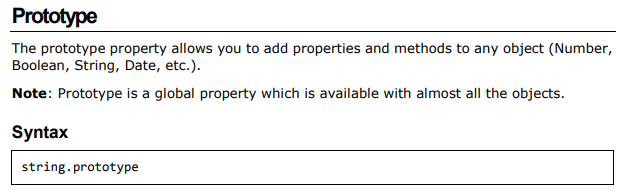 Prototype
The prototype property allows you to add properties and methods to any object (Number,
Boolean, String, Date, etc.).
Note: Prototype is a global property which is available with almost all the objects.
Syntax
string.prototype